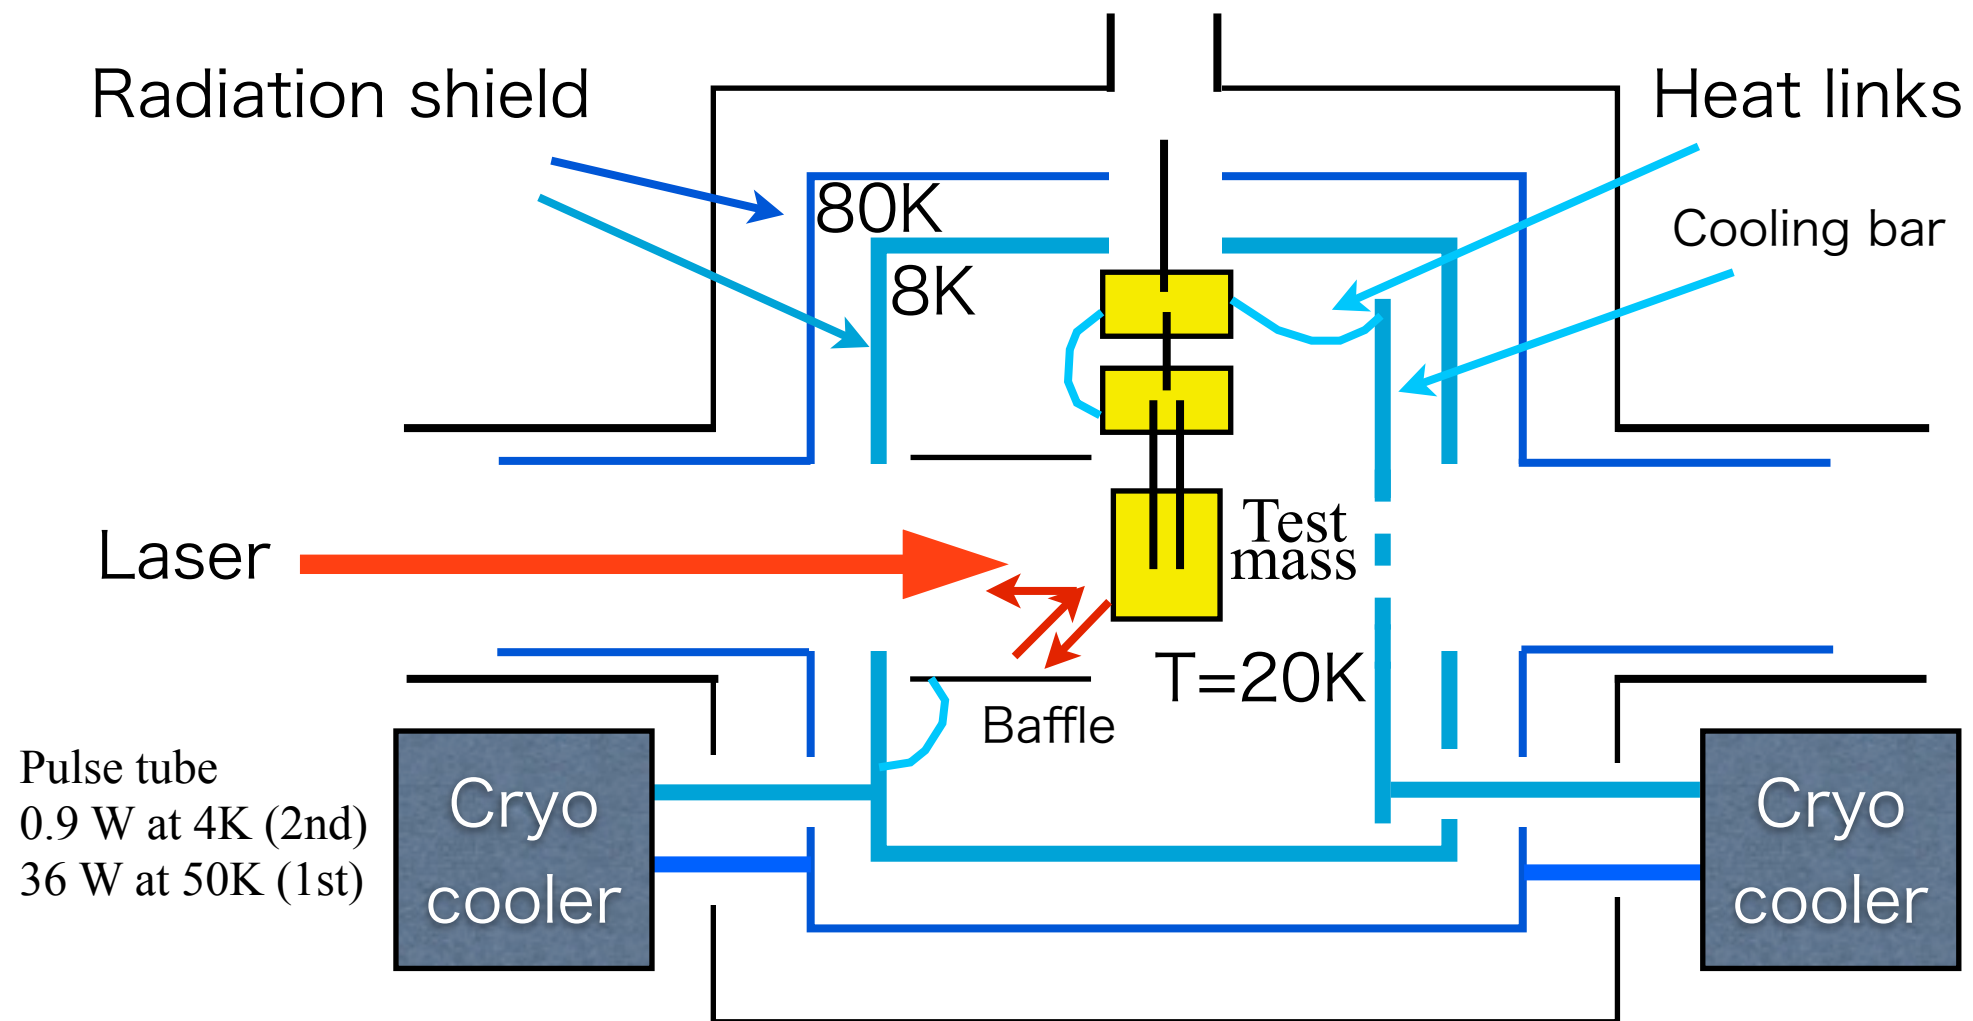 Radiation shield
Heat links
80K
Cooling bar
8K
Laser
Test
mass
T=20K
Baffle
Pulse tube
0.9 W at 4K (2nd)
36 W at 50K (1st)
Cryo
cooler
Cryo
cooler